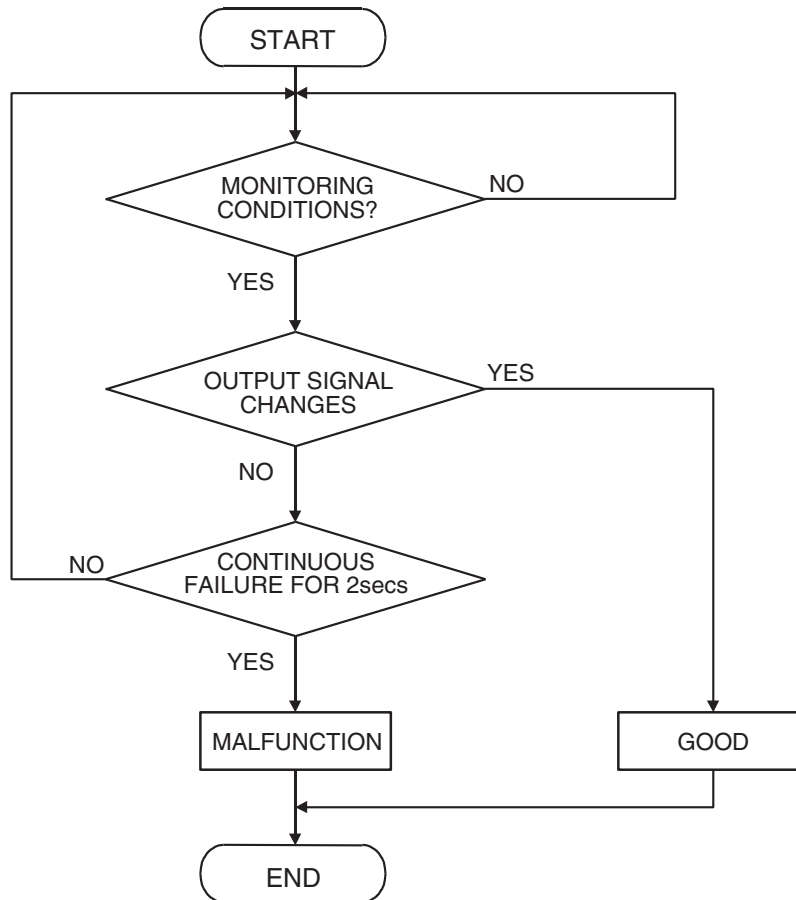 START
MONITORING
CONDITIONS?
NO
YES
OUTPUT SIGNAL
CHANGES
YES
NO
CONTINUOUS
FAILURE FOR 2secs
NO
YES
MALFUNCTION
GOOD
END